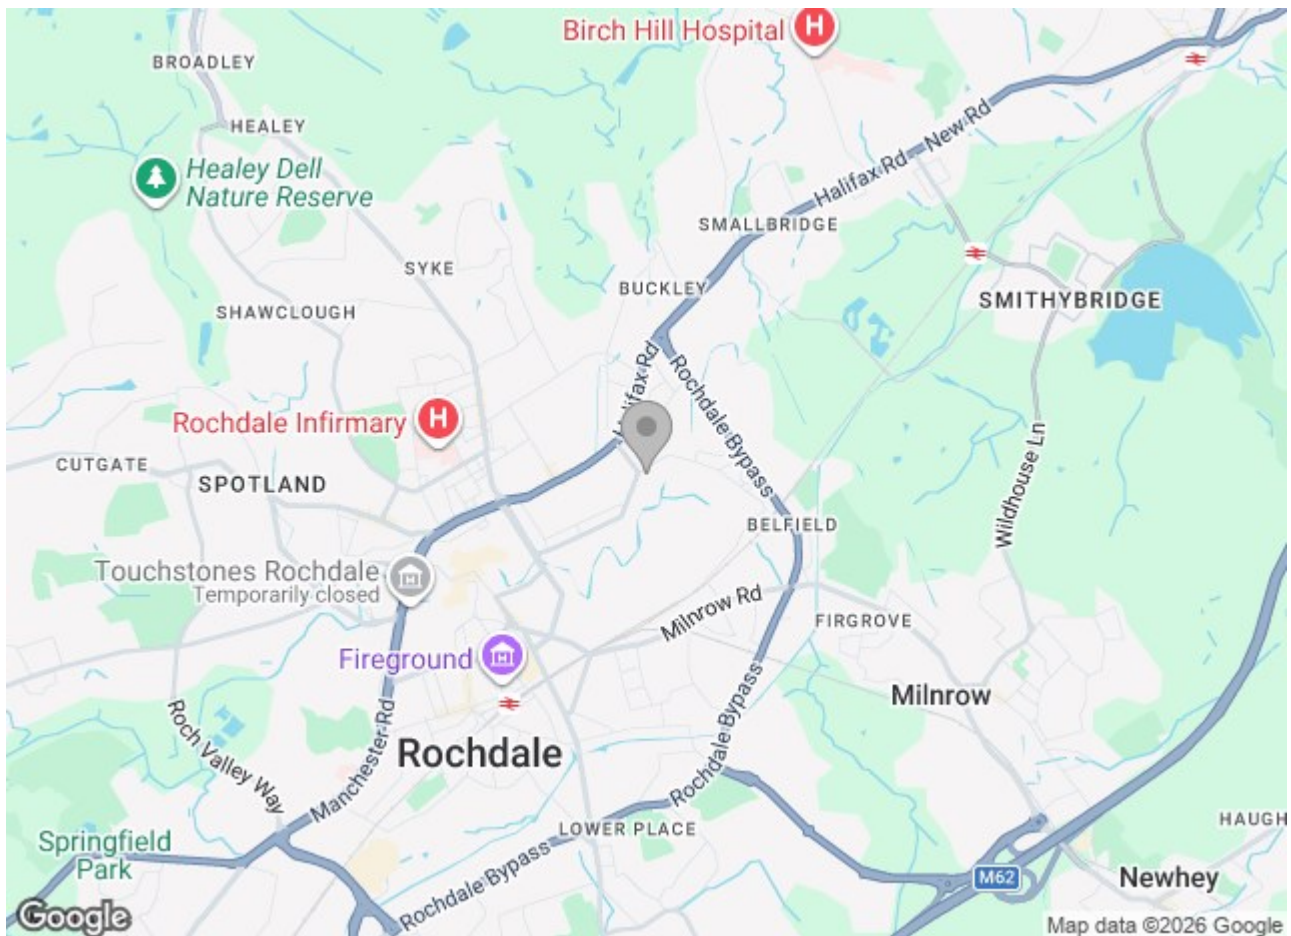 Birch Hill Hospital
H
BROADLEY
HEALEY
New Rd
Halifax Rd
Healey Dell
Nature Reserve
SMALLBRIDGE
SYKE
BUCKLEY
SMITHYBRIDGE
SHAWCLOUGH
Halifax Rd
Rochdale Bypass
Rochdale Infirmary
H
CUTGATE
SPOTLAND
Wildhouse Ln
BELFIELD
Touchstones Rochdale
Temporarily closed
Milnrow Rd
FIRGROVE
Fireground
Milnrow
Rochdale Bypass
Roch Valley Way
Manchester Rd
Rochdale
LOWER PLACE
HAUGH
Springfield
Park
Rochdale Bypass
M62
Newhey
Google
Map data ©2026 Google